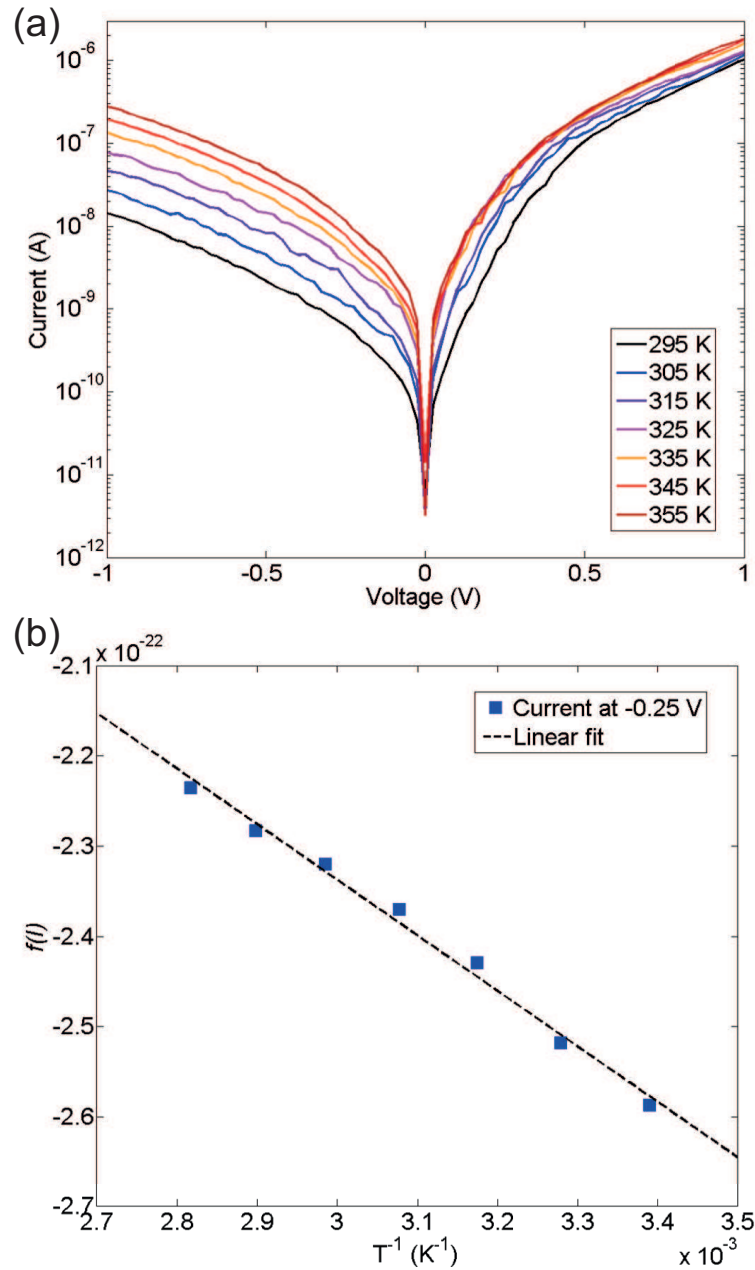 (a)
10^-6
10^-7
10^-8
10^-9
10^-10
10^-11
10^-12
Current (A)
-1
-0.5
0
0.5
1
Voltage (V)
295 K
305 K
315 K
325 K
335 K
345 K
355 K
(b)
x 10^-22
-2.1
-2.2
-2.3
-2.4
-2.5
-2.6
-2.7
f(I)
Current at -0.25 V
Linear fit
2.7
2.8
2.9
3
3.1
3.2
3.3
3.4
3.5
T^-1 (K^-1)
x 10^-3